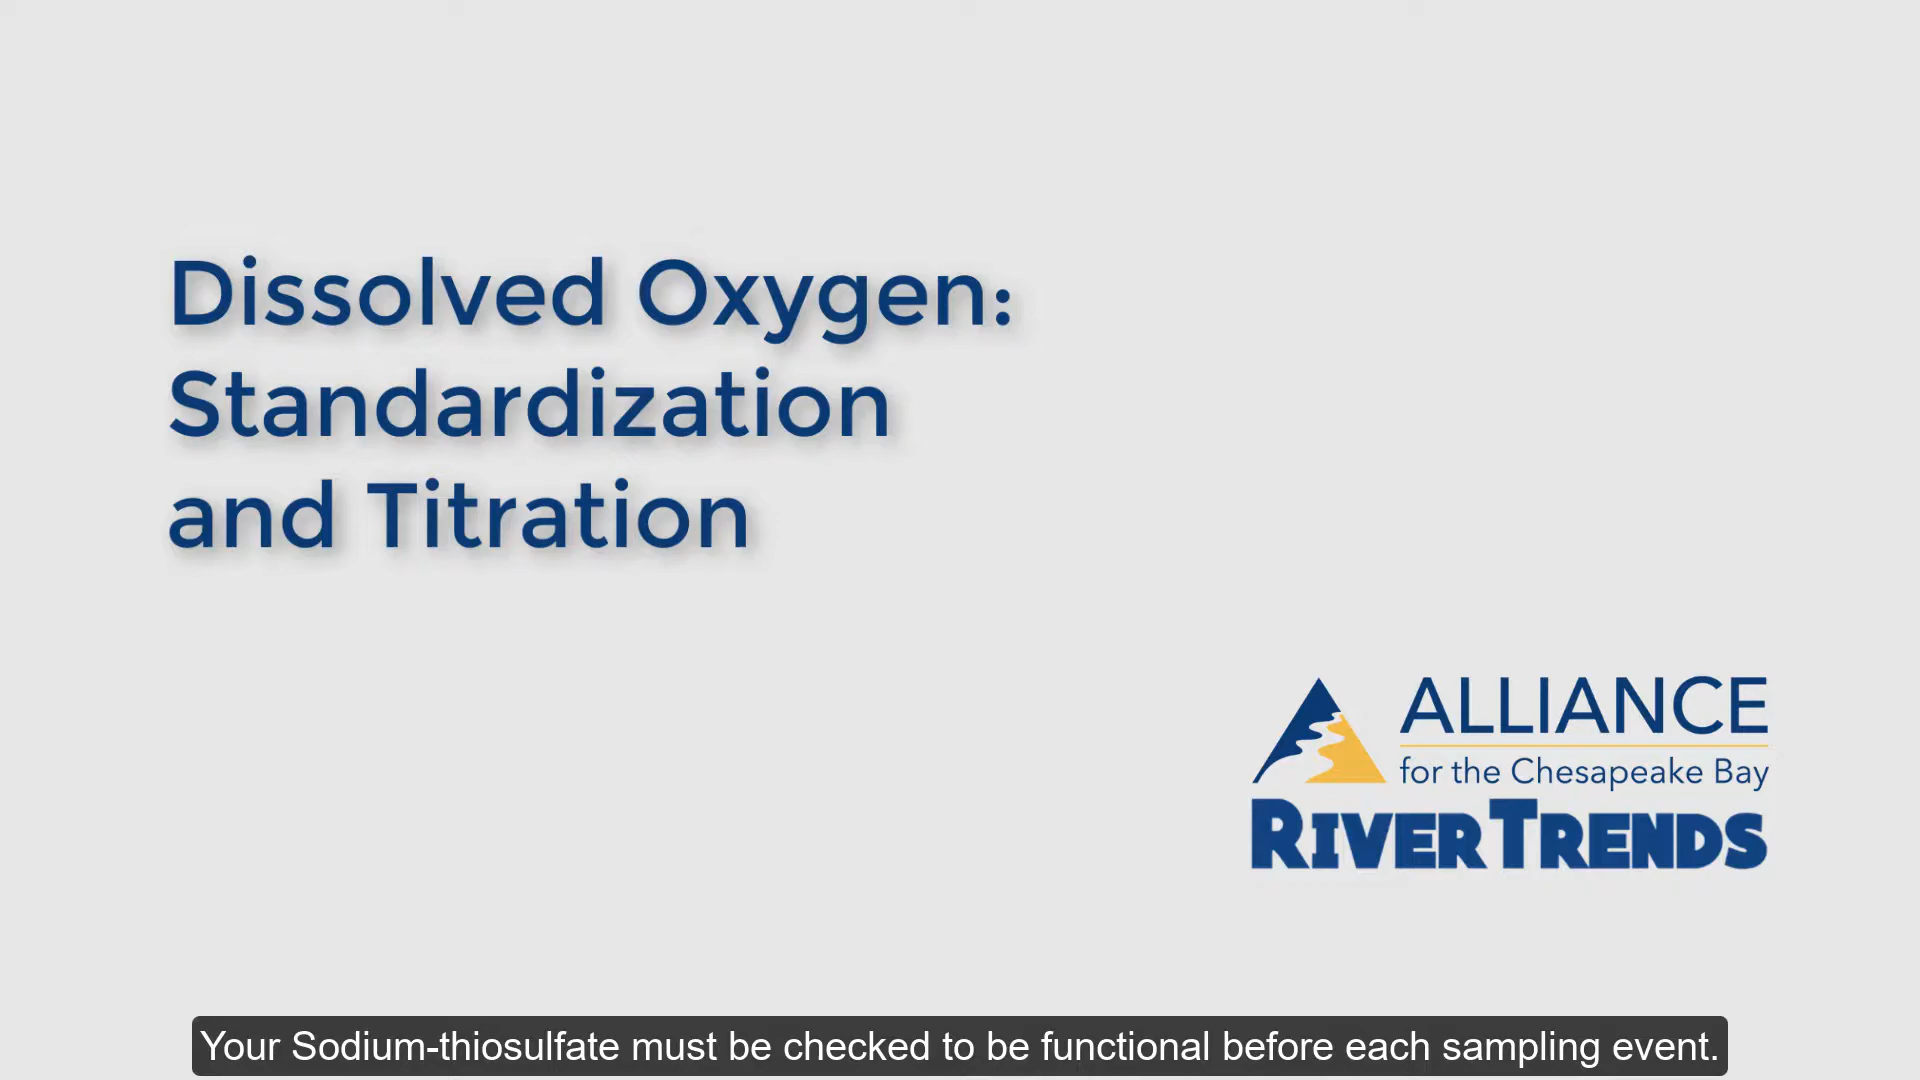 Dissolved Oxygen:
Standardization
and Titration
ALLIANCE
for the Chesapeake Bay
RIVERTRENDS
Your Sodium-thiosulfate must be checked to be functional before each sampling event.